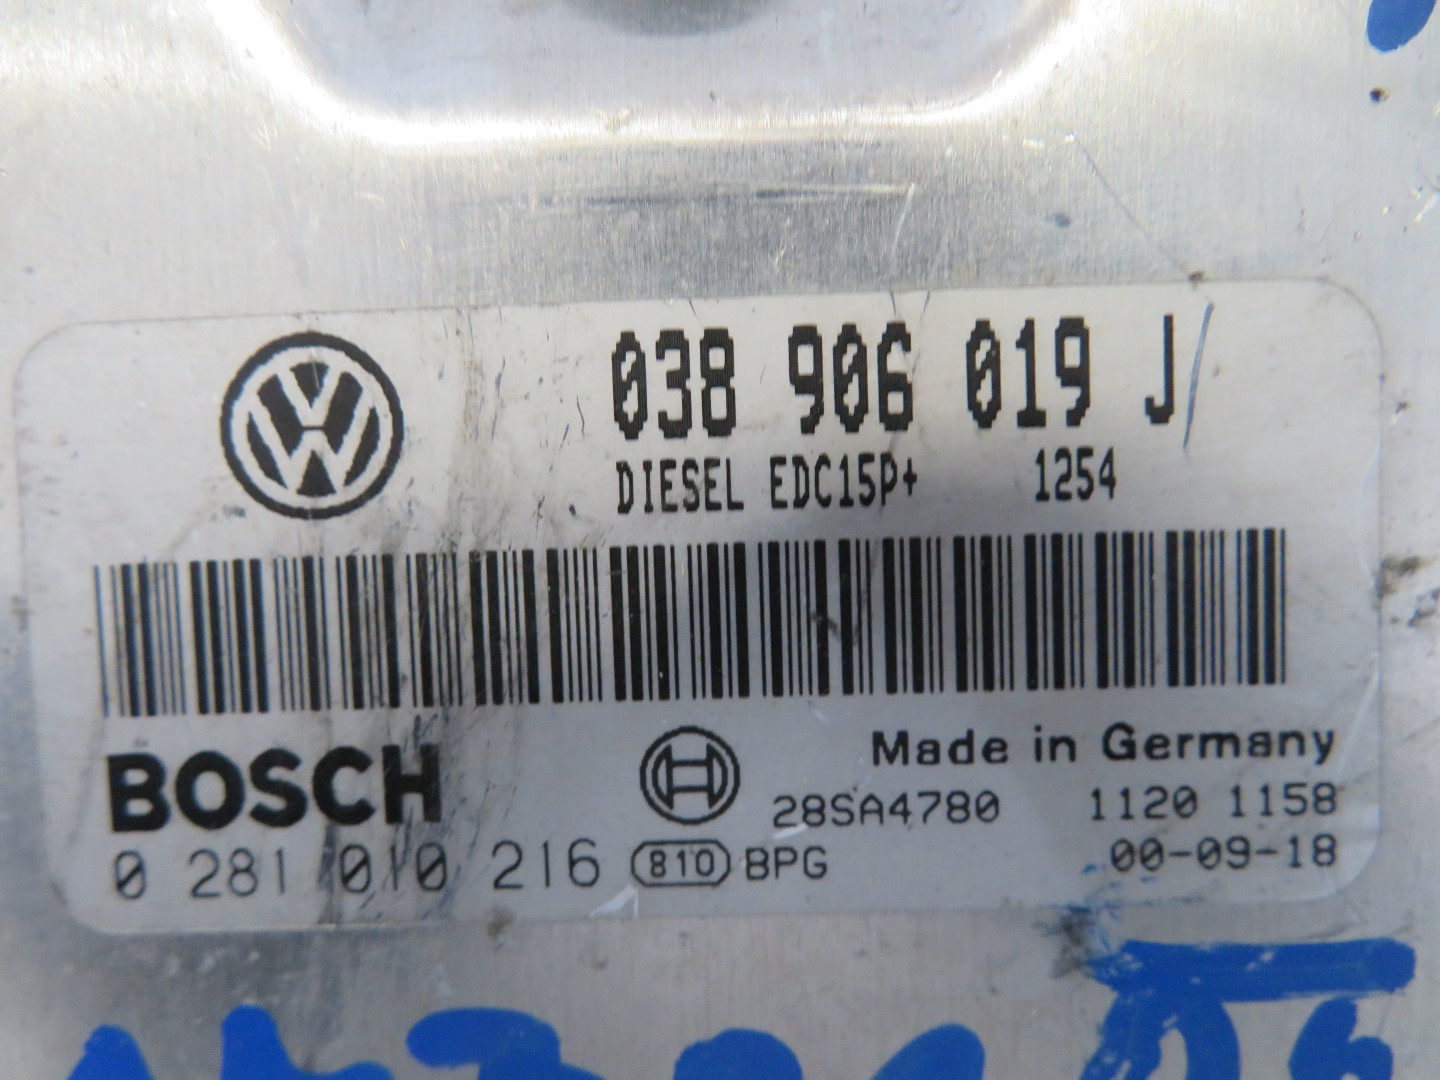 038 906 019 J
DIESEL EDC15P+ 1254
BOSCH
Made in Germany
28SA4780 1120 1158
0 281 010 216 810 BPG 00-09-18